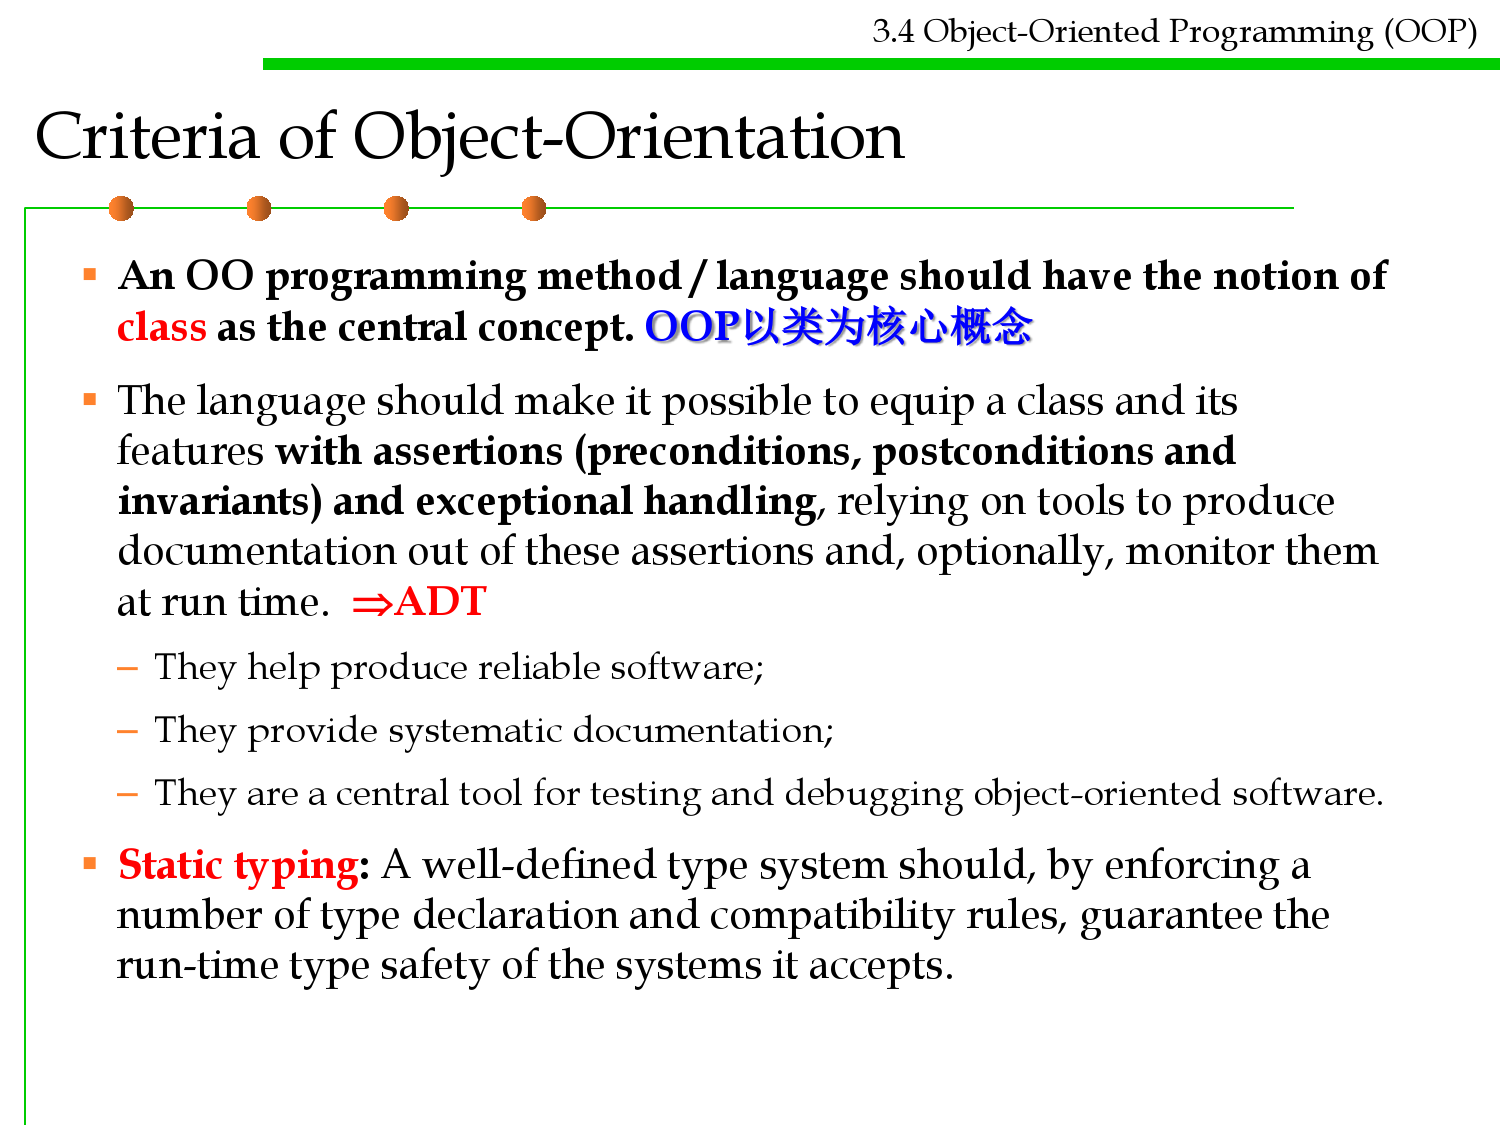 3.4 Object-Oriented Programming (OOP)
Criteria of Object-Orientation
▪ An OO programming method / language should have the notion of
class as the central concept. OOP以类为核心概念
▪ The language should make it possible to equip a class and its
features with assertions (preconditions, postconditions and
invariants) and exceptional handling, relying on tools to produce
documentation out of these assertions and, optionally, monitor them
at run time. ⇒ADT
– They help produce reliable software;
– They provide systematic documentation;
– They are a central tool for testing and debugging object-oriented software.
▪ Static typing: A well-defined type system should, by enforcing a
number of type declaration and compatibility rules, guarantee the
run-time type safety of the systems it accepts.